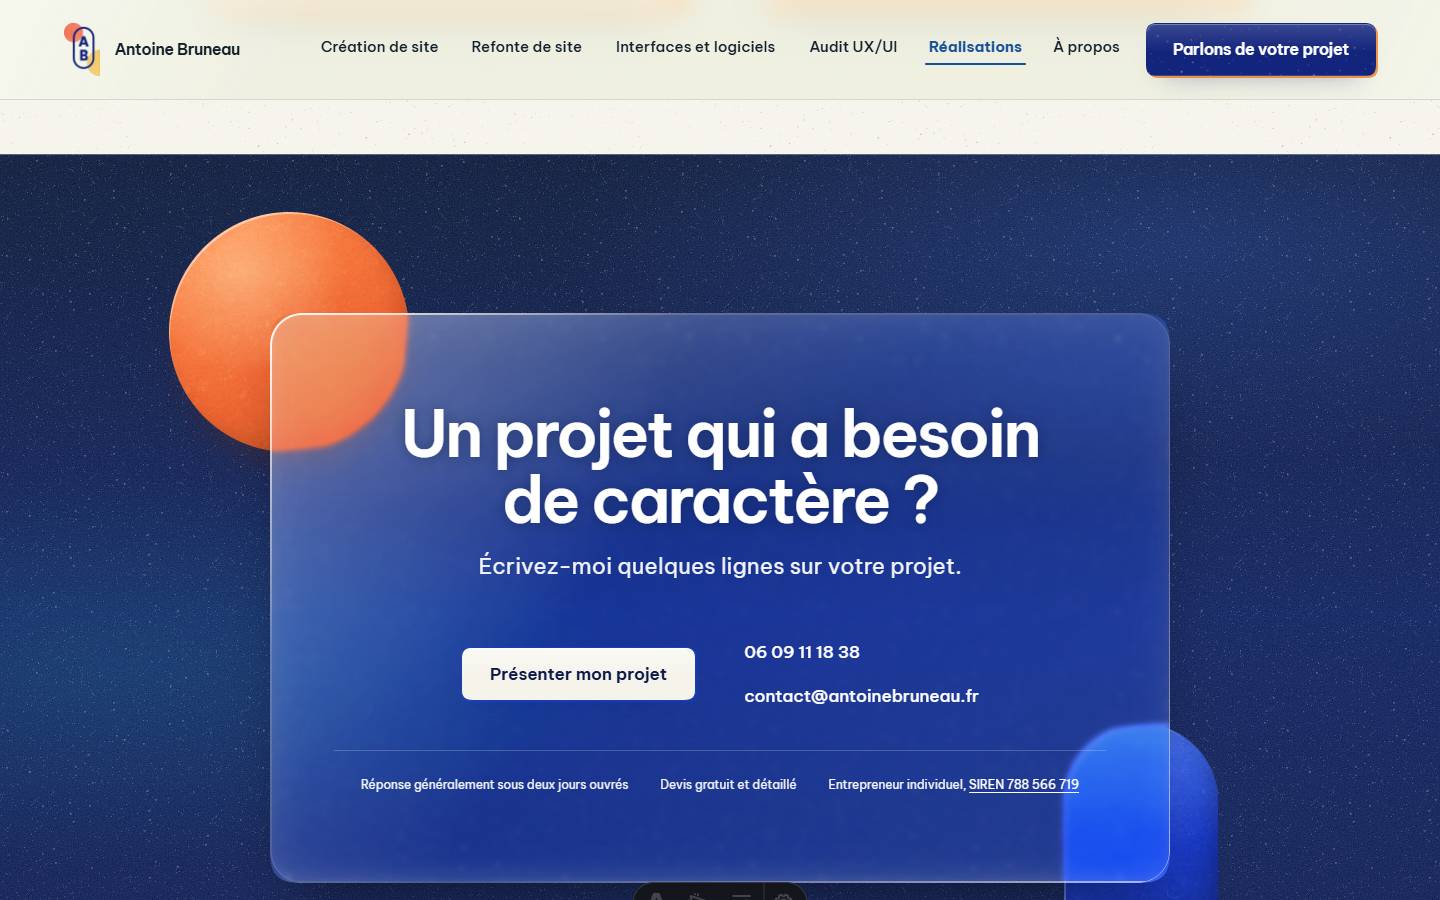 A
B
Antoine Bruneau
Création de site
Refonte de site
Interfaces et logiciels
Audit UX/UI
Réalisations
À propos
Parlons de votre projet
Un projet qui a besoin
de caractère ?
Écrivez-moi quelques lignes sur votre projet.
Présenter mon projet
06 09 11 18 38
contact@antoinebruneau.fr
Réponse généralement sous deux jours ouvrés
Devis gratuit et détaillé
Entrepreneur individuel, SIREN 788 566 719